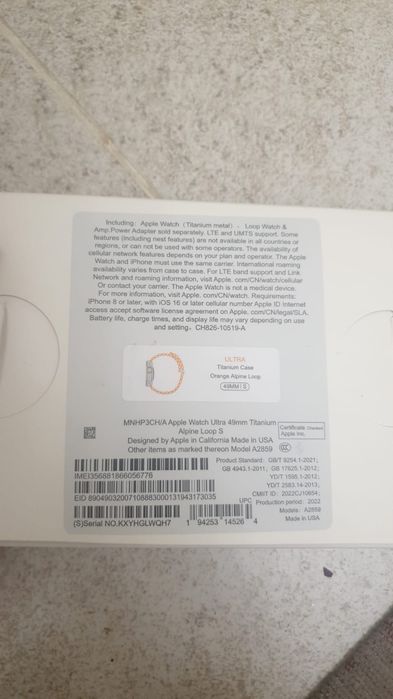 Including: Apple Watch (Titanium metal) 、 Loop Watch &
Amp.Power Adapter sold separately. LTE and UMTS support. Some
features (including nest features) are not available in all countries or
regions, or can not be used with some operators. The availability of
cellular network features depends on your plan and operator. The Apple
Watch and iPhone must use the same carrier. International roaming
availability varies from case to case. For LTE band support and Link
Network and roaming information, visit Apple. com/CN/watch/cellular
Or contact your carrier. The Apple Watch is not a medical device.
For more information, visit Apple. com/CN/watch. Requirements:
iPhone 8 or later, with iOS 16 or later cellular number Apple ID Internet
access accept software license agreement on Apple. com/CN/legal/SLA.
Battery life, charge times, and display life may vary depending on use
and setting, CH826-10519-A
ULTRA
Titanium Case
Orange Alpine Loop
49MM S
MNHP3CH/A Apple Watch Ultra 49mm Titanium
Alpine Loop S
Designed by Apple in California Made in USA
Other items as marked thereon Model A2859
Certificate Checked
Apple Inc.
CCC
Product Standard: GB/T 9254.1-2021;
GB 4943.1-2011; GB 17625.1-2012;
YD/T 1595.1-2012;
YD/T 2583.14-2013;
CMIIT ID: 2022CJ10654;
Production period: 2022
Models: A2859
Made In USA
IMEI356881866056776
EID 89049032007108883000131943173035
UPC
(S)Serial NO.KXYHGLWQH7
1 94253 14526 4